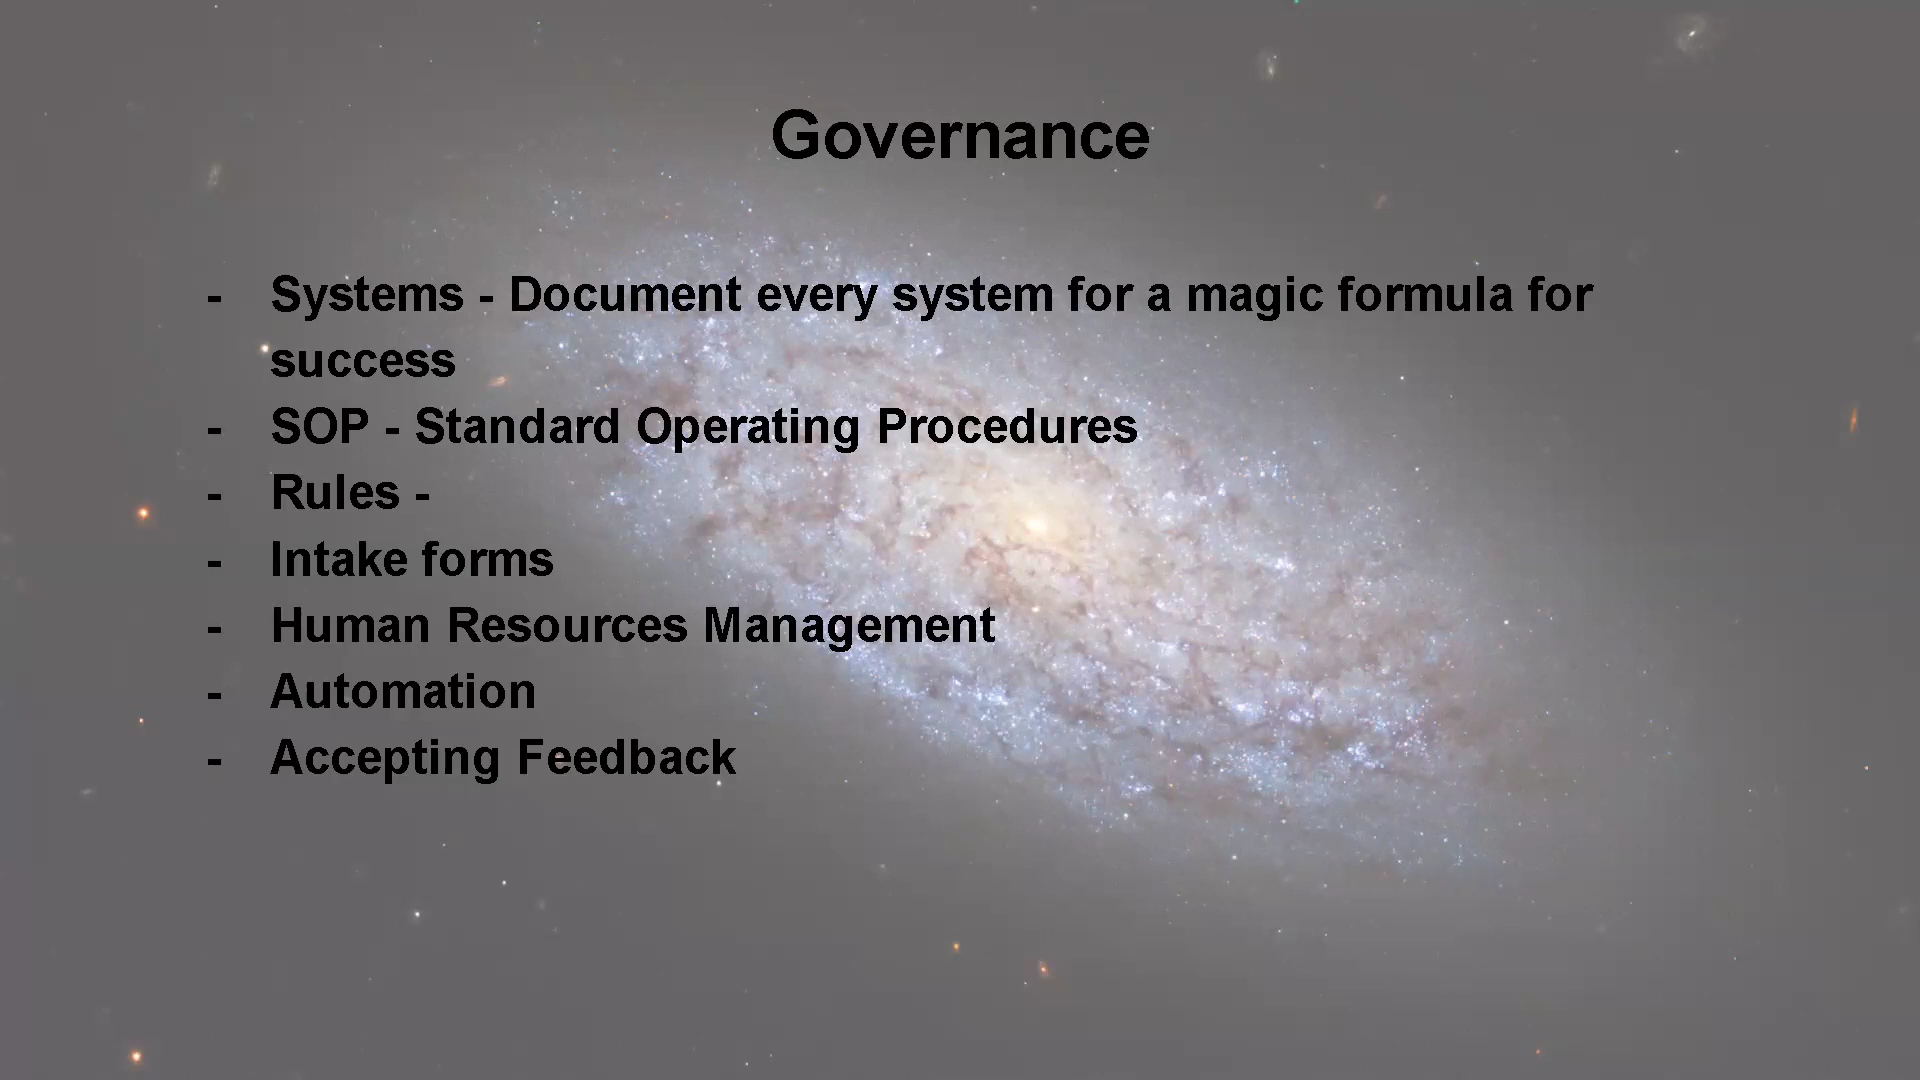 Governance
- Systems - Document every system for a magic formula for
success
- SOP - Standard Operating Procedures
- Rules -
- Intake forms
- Human Resources Management
- Automation
- Accepting Feedback